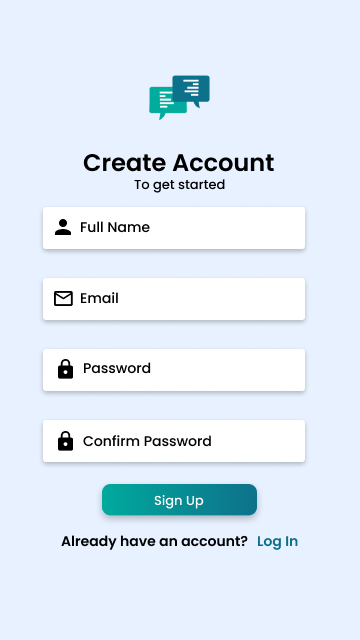 Create Account
To get started
Full Name
Email
Password
Confirm Password
Sign Up
Already have an account? Log In